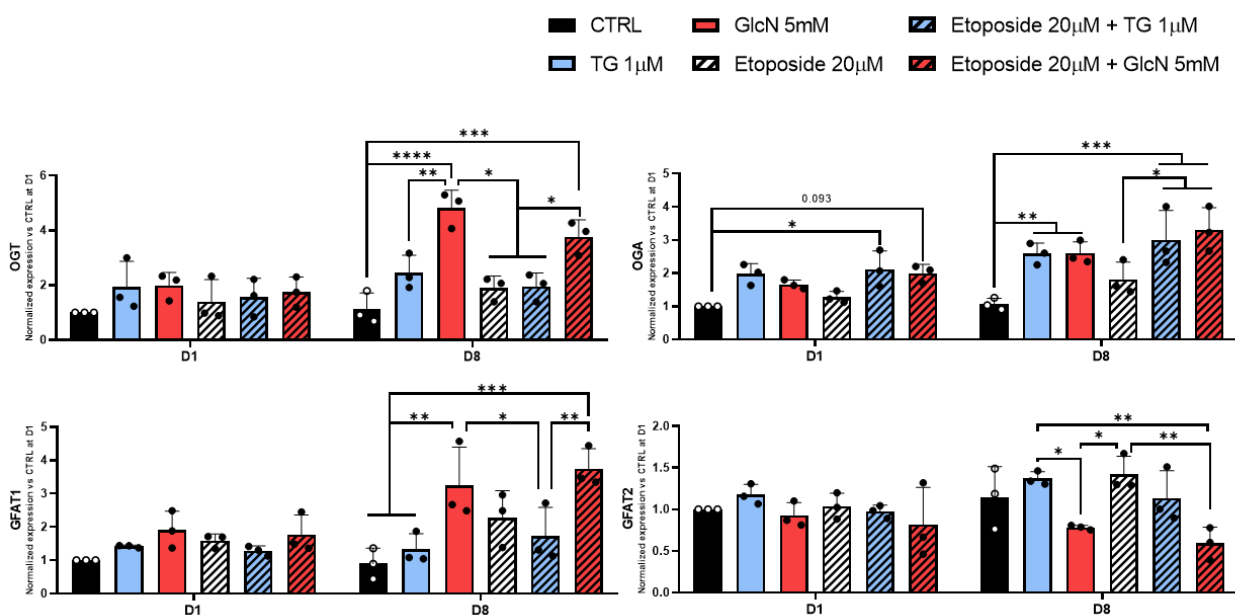 CTRL
GlcN 5mM
Etoposide 20μM + TG 1μM
TG 1μM
Etoposide 20μM
Etoposide 20μM + GlcN 5mM
OGT
Normalized expression vs CTRL at D1
6
4
2
0
D1
D8
***
****
**
*
*
OGA
Normalized expression vs CTRL at D1
5
4
3
2
1
0
D1
D8
0.093
*
***
*
**
GFAT1
Normalized expression vs CTRL at D1
5
4
3
2
1
0
D1
D8
***
**
*
**
GFAT2
Normalized expression vs CTRL at D1
2.0
1.5
1.0
0.5
0.0
D1
D8
**
*
*
**